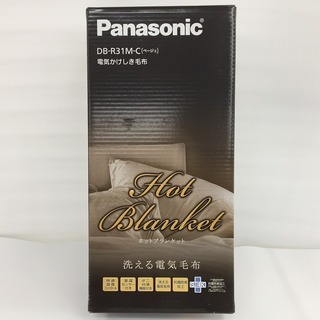 Panasonic
DB-R31M-C(ベージュ)
電気かけしき毛布
Hot
Blanket
ホットブランケット
洗える電気毛布